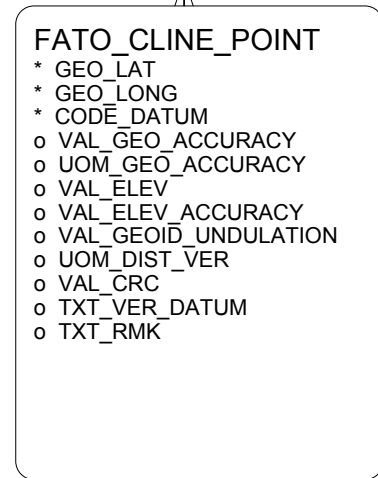 FATO_CLINE_POINT
* GEO_LAT
* GEO_LONG
* CODE_DATUM
o VAL_GEO_ACCURACY
o UOM_GEO_ACCURACY
o VAL_ELEV
o VAL_ELEV_ACCURACY
o VAL_GEOID_UNDULATION
o UOM_DIST_VER
o VAL_CRC
o TXT_VER_DATUM
o TXT_RMK